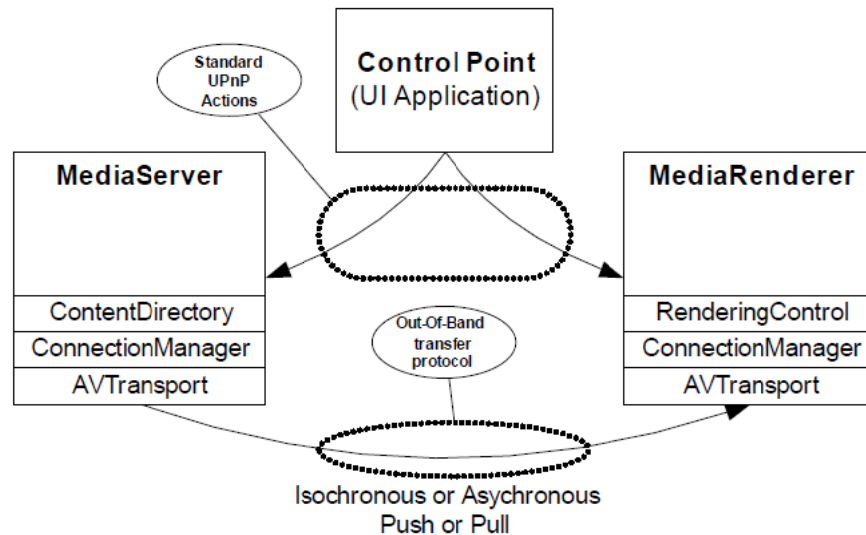 Standard
UPnP
Actions
Control Point
(UI Application)
MediaServer
ContentDirectory
ConnectionManager
AVTransport
MediaRenderer
RenderingControl
ConnectionManager
AVTransport
Out-Of-Band
transfer
protocol
Isochronous or Asychronous
Push or Pull